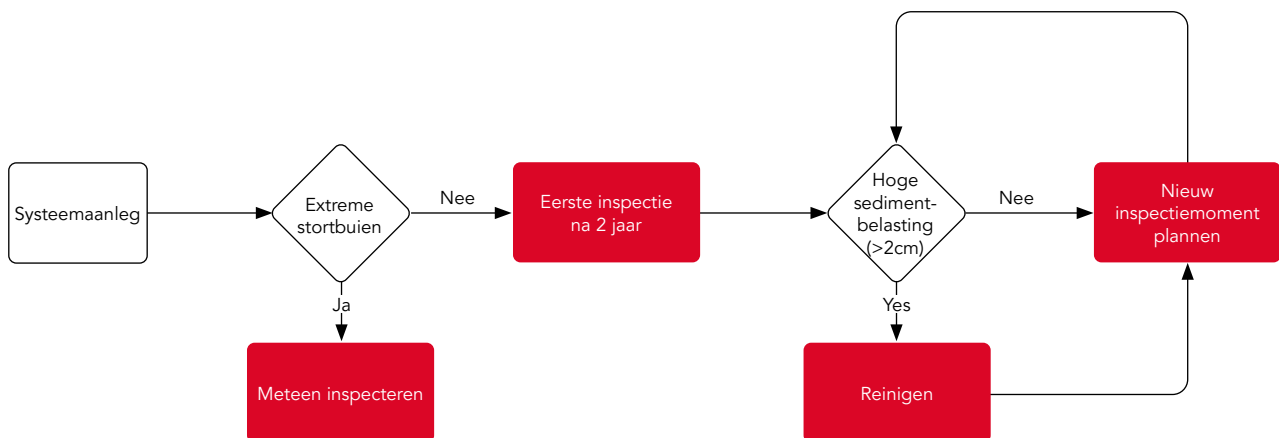 Systeemaanleg
Extreme
stortbuien
Nee
Ja
Meteen inspecteren
Eerste inspectie
na 2 jaar
Hoge
sediment-
belasting
(>2cm)
Nee
Yes
Reinigen
Nieuw
inspectiemoment
plannen